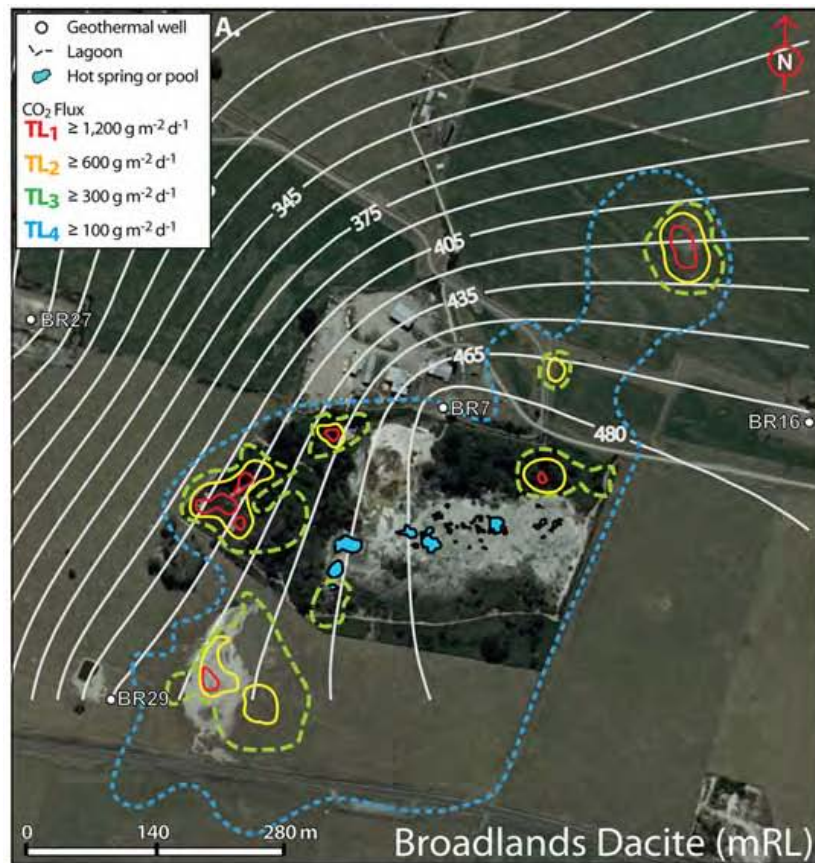 A.
Geothermal well
Lagoon
Hot spring or pool
CO₂ Flux
TL₁ ≥ 1,200 g m⁻² d⁻¹
TL₂ ≥ 600 g m⁻² d⁻¹
TL₃ ≥ 300 g m⁻² d⁻¹
TL₄ ≥ 100 g m⁻² d⁻¹
N
345
375
405
435
465
480
BR27
BR7
BR16
BR29
0 140 280 m
Broadlands Dacite (mRL)